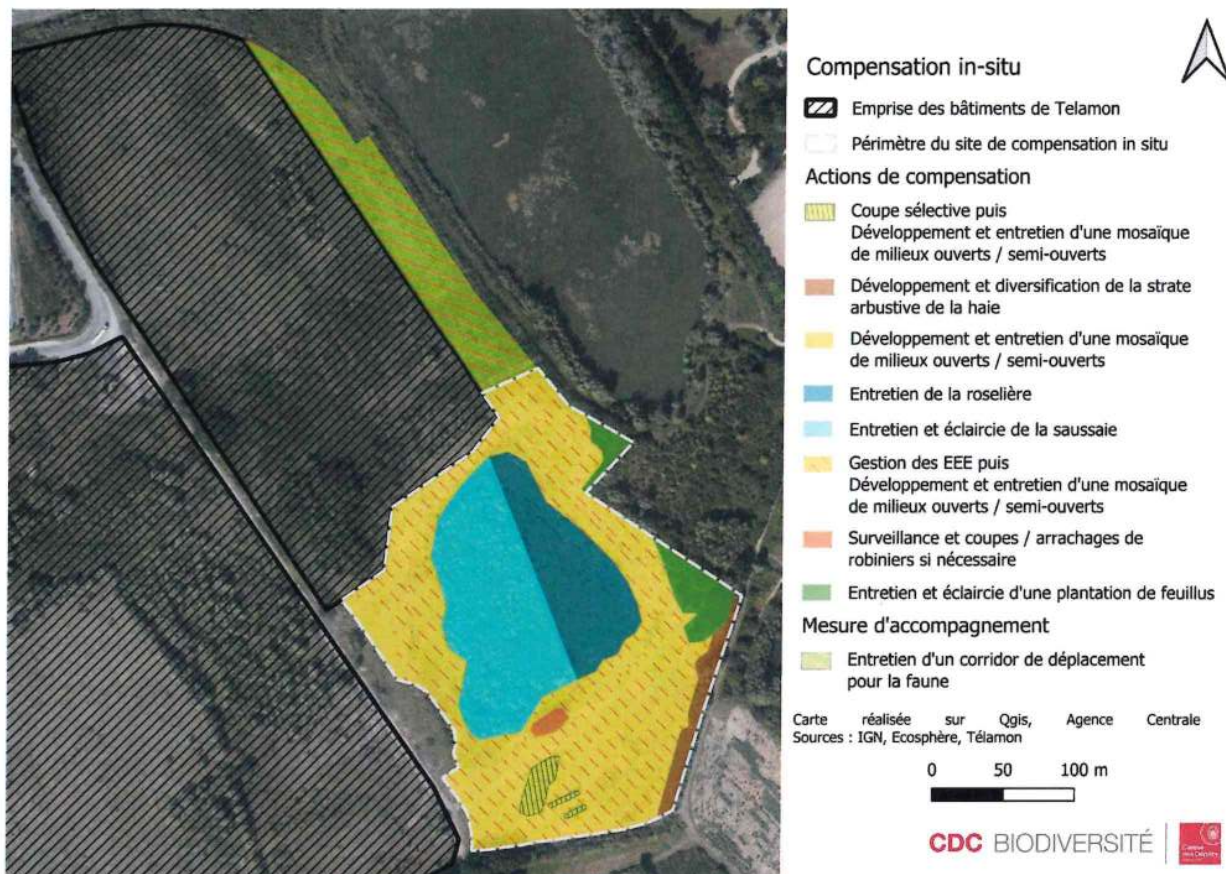 Compensation in-situ
Emprise des bâtiments de Telamon
Périmètre du site de compensation in situ
Actions de compensation
Coupe sélective puis
Développement et entretien d'une mosaïque
de milieux ouverts / semi-ouverts
Développement et diversification de la strate
arbustive de la haie
Développement et entretien d'une mosaïque
de milieux ouverts / semi-ouverts
Entretien de la roselière
Entretien et éclaircie de la saussaie
Gestion des EEE puis
Développement et entretien d'une mosaïque
de milieux ouverts / semi-ouverts
Surveillance et coupes / arrachages de
robiniers si nécessaire
Entretien et éclaircie d'une plantation de feuillus
Mesure d'accompagnement
Entretien d'un corridor de déplacement
pour la faune
Carte réalisée sur Qgis, Agence Centrale
Sources : IGN, Ecosphère, Télamon
0 50 100 m
CDC BIODIVERSITÉ